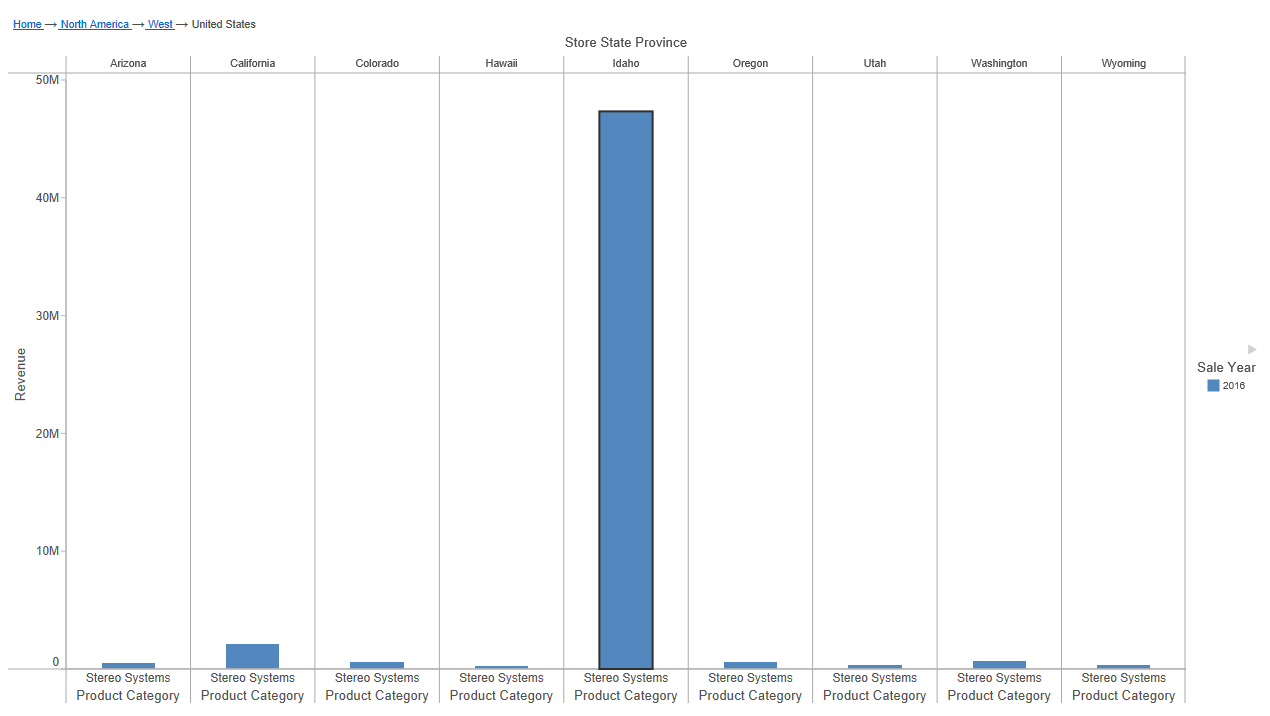 Home → North America → West → United States
Store State Province
Arizona California Colorado Hawaii Idaho Oregon Utah Washington Wyoming
50M
40M
30M
20M
10M
0
Revenue
Sale Year
2016
Stereo Systems Stereo Systems Stereo Systems Stereo Systems Stereo Systems Stereo Systems Stereo Systems Stereo Systems Stereo Systems
Product Category Product Category Product Category Product Category Product Category Product Category Product Category Product Category Product Category